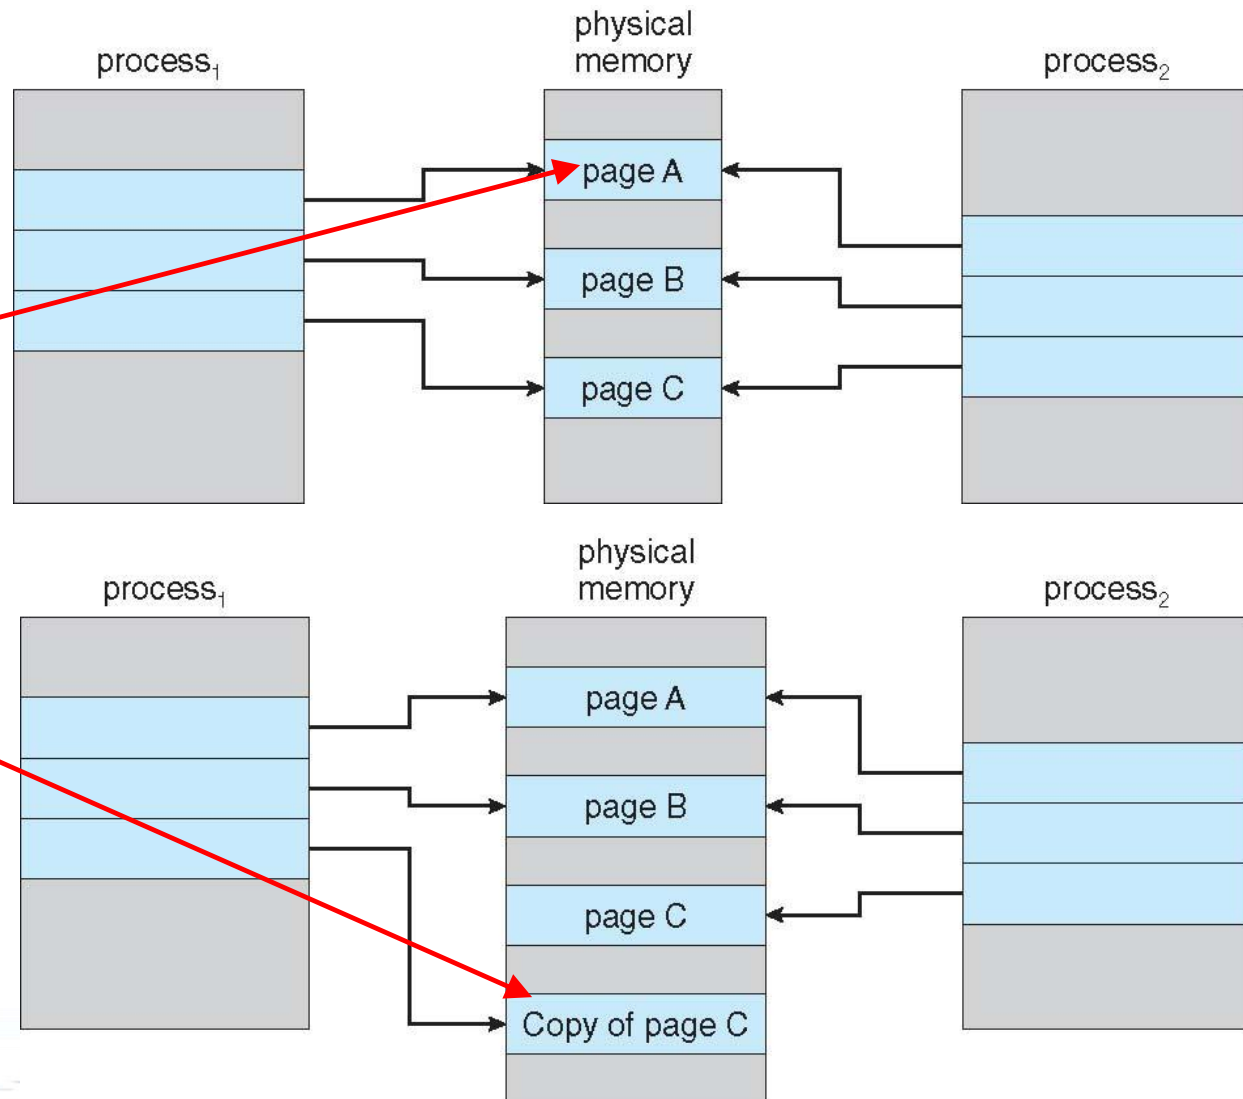 physical
memory
process₁
process₂
page A
page B
page C
physical
memory
process₁
process₂
page A
page B
page C
Copy of page C